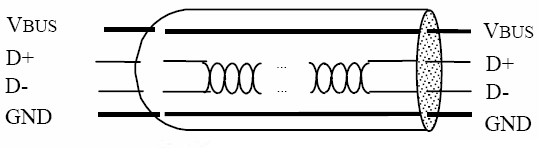 VBUS
D+
D-
GND
... 
...
VBUS
D+
D-
GND